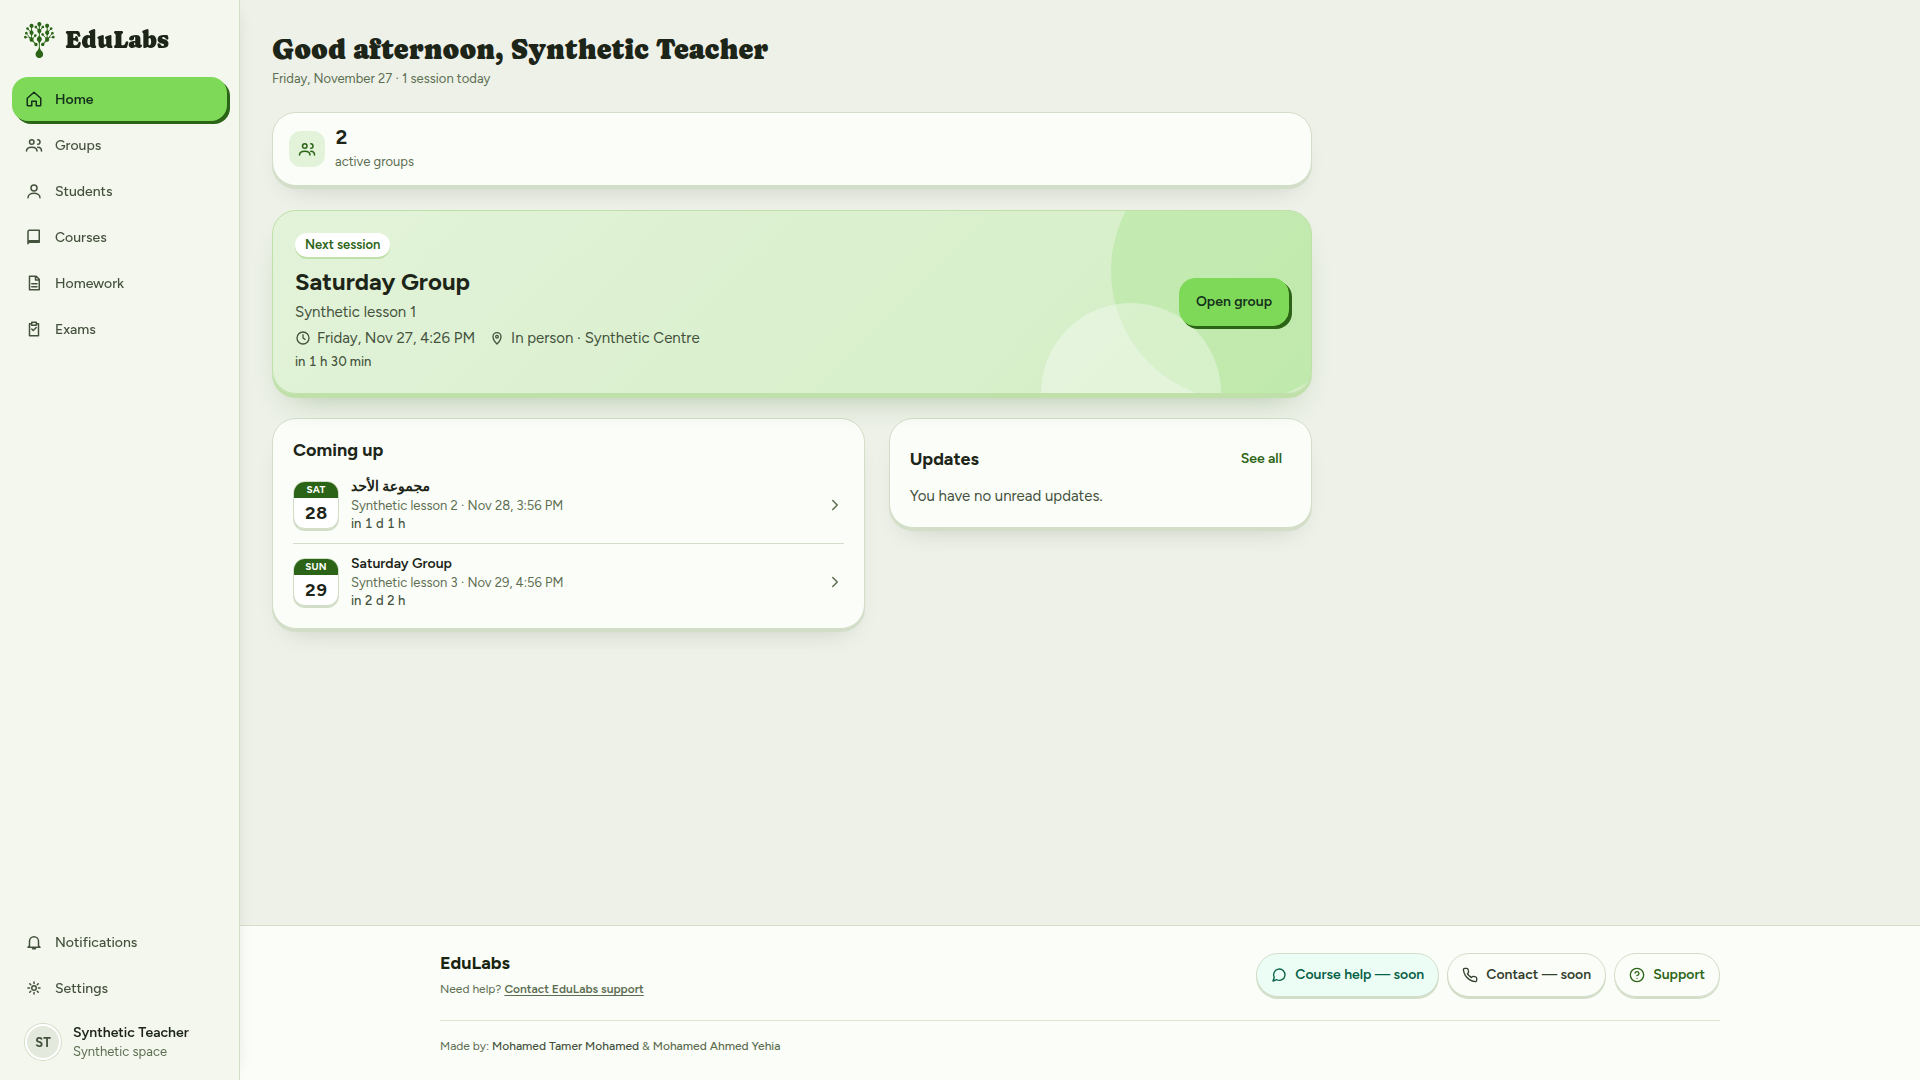 EduLabs
Home
Groups
Students
Courses
Homework
Exams
Notifications
Settings
ST
Synthetic Teacher
Synthetic space
Good afternoon, Synthetic Teacher
Friday, November 27 · 1 session today
2
active groups
Next session
Saturday Group
Synthetic lesson 1
Friday, Nov 27, 4:26 PM In person · Synthetic Centre
in 1 h 30 min
Open group
Coming up
SAT
28
مجموعة الأحد
Synthetic lesson 2 · Nov 28, 3:56 PM
in 1 d 1 h
SUN
29
Saturday Group
Synthetic lesson 3 · Nov 29, 4:56 PM
in 2 d 2 h
Updates
See all
You have no unread updates.
EduLabs
Need help? Contact EduLabs support
Course help — soon
Contact — soon
Support
Made by: Mohamed Tamer Mohamed & Mohamed Ahmed Yehia